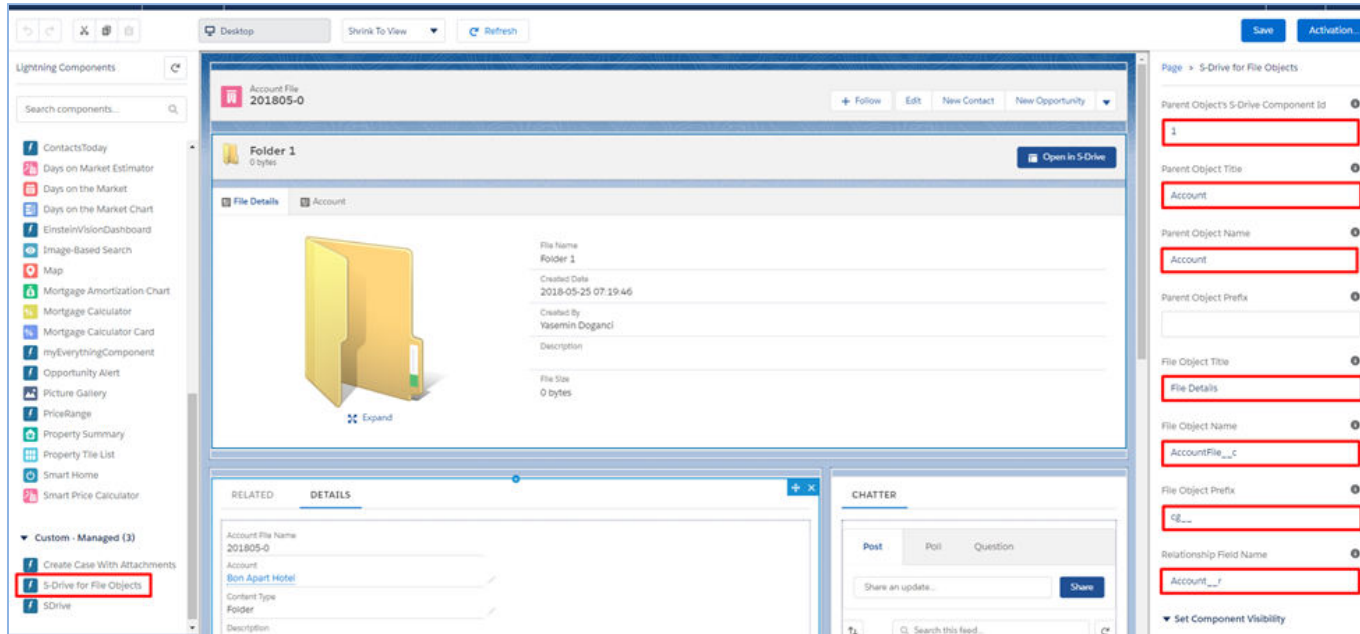 Desktop
Shrink To View
Refresh
Save
Activation...
Lightning Components
Search components...
ContactsToday
Days on Market Estimator
Days on the Market
Days on the Market Chart
EinsteinVisionDashboard
Image-Based Search
Map
Mortgage Amortization Chart
Mortgage Calculator
Mortgage Calculator Card
myEverythingComponent
Opportunity Alert
Picture Gallery
PriceRange
Property Summary
Property Tile List
Smart Home
Smart Price Calculator
Custom - Managed (3)
Create Case With Attachments
S-Drive for File Objects
SDrive
Account File
201805-0
+ Follow
Edit
New Contact
New Opportunity
Folder 1
0 bytes
Open in S-Drive
File Details
Account
File Name
Folder 1
Created Date
2018-05-25 07:19:46
Created By
Yasemin Doganci
Description
File Size
0 bytes
Expand
RELATED
DETAILS
Account File Name
201805-0
Account
Bon Apart Hotel
Content Type
Folder
Description
CHATTER
Post
Poll
Question
Share an update...
Share
Search this feed...
Page > S-Drive for File Objects
Parent Object's S-Drive Component Id
1
Parent Object Title
Account
Parent Object Name
Account
Parent Object Prefix
File Object Title
File Details
File Object Name
AccountFile__c
File Object Prefix
cg__
Relationship Field Name
Account__r
Set Component Visibility